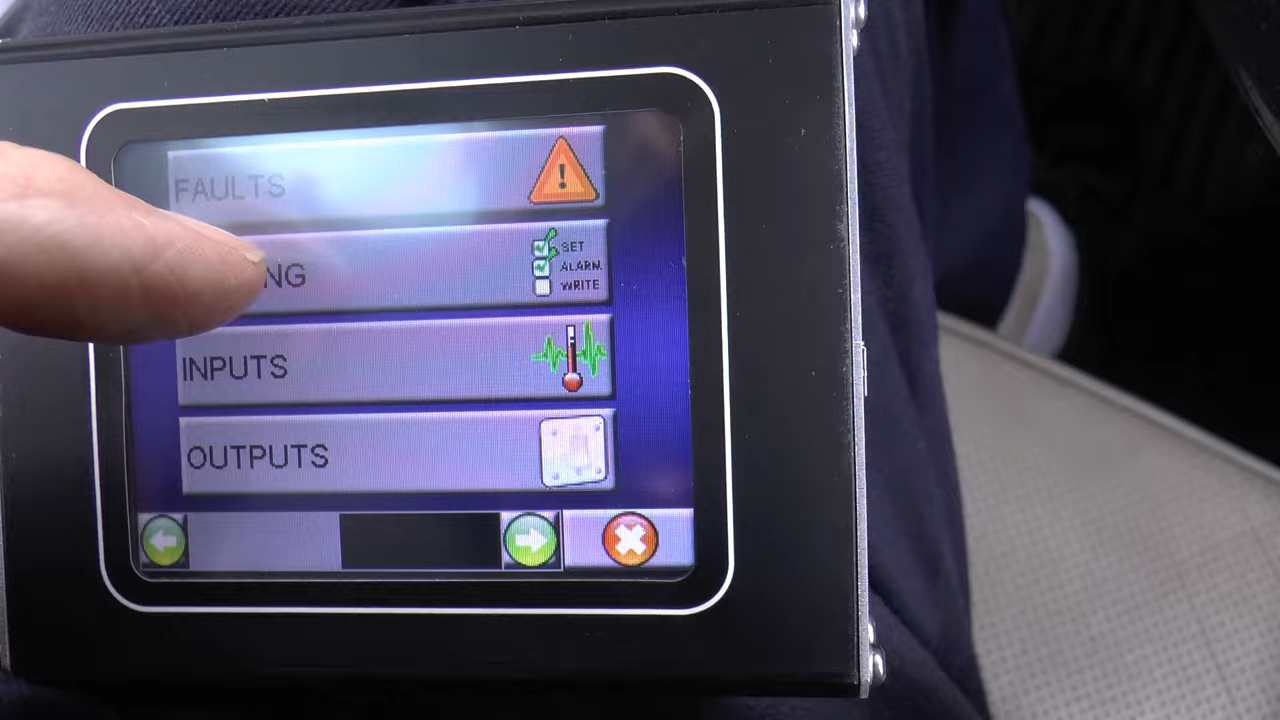 FAULTS
SET
NG
ALARM.
WRITE
INPUTS
OUTPUTS